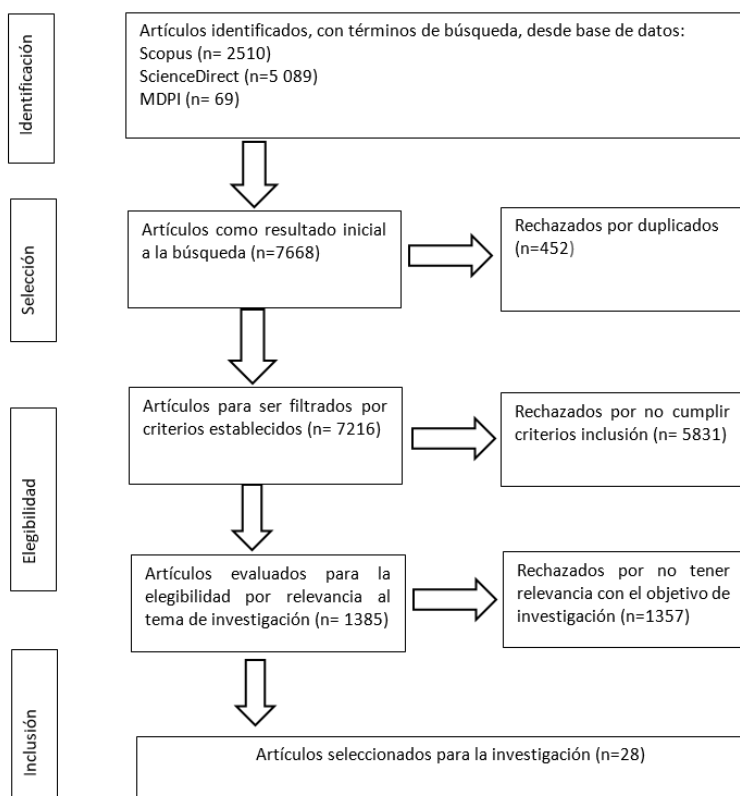 Identificación
Artículos identificados, con términos de búsqueda, desde base de datos:
Scopus (n= 2510)
ScienceDirect (n=5 089)
MDPI (n= 69)
Selección
Artículos como resultado inicial
a la búsqueda (n=7668)
Rechazados por duplicados
(n=452)
Elegibilidad
Artículos para ser filtrados por
criterios establecidos (n= 7216)
Rechazados por no cumplir
criterios inclusión (n= 5831)
Artículos evaluados para la
elegibilidad por relevancia al
tema de investigación (n= 1385)
Rechazados por no tener
relevancia con el objetivo de
investigación (n=1357)
Inclusión
Artículos seleccionados para la investigación (n=28)